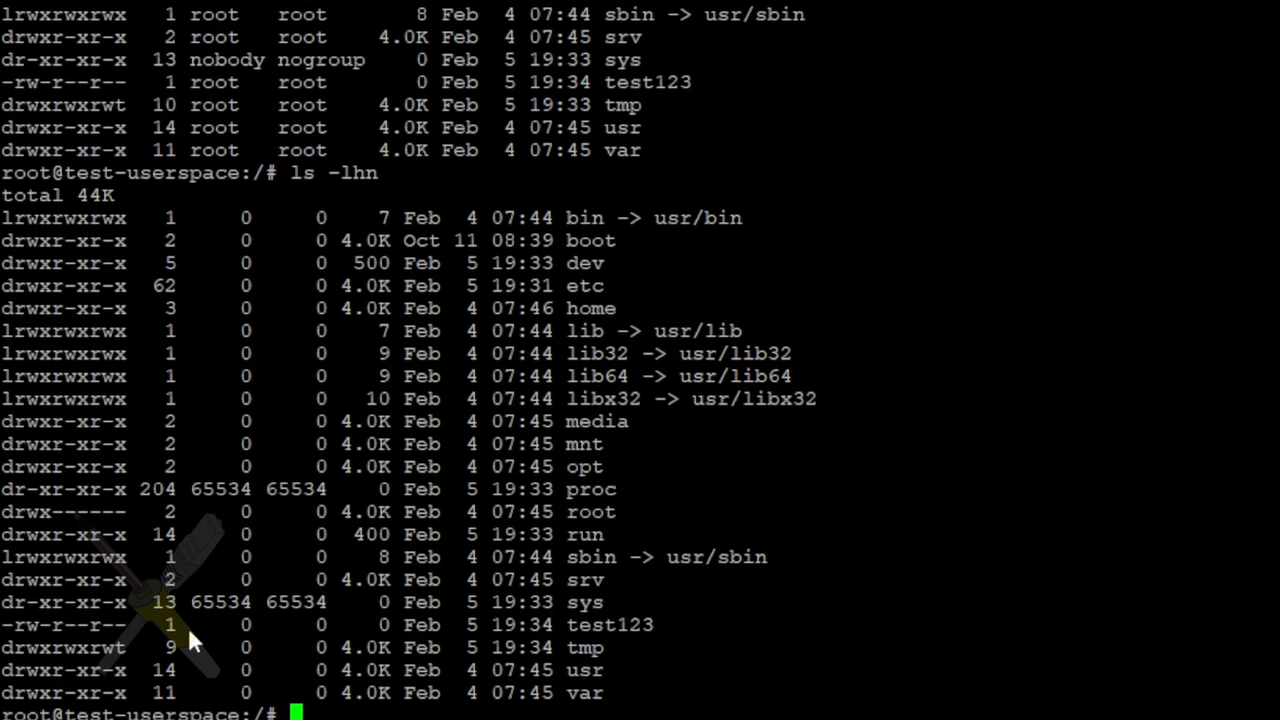 lrwxrwxrwx   1 root   root       8 Feb  4 07:44 sbin -> usr/sbin
drwxr-xr-x   2 root   root    4.0K Feb  4 07:45 srv
dr-xr-xr-x  13 nobody nogroup    0 Feb  5 19:33 sys
-rw-r--r--   1 root   root       0 Feb  5 19:34 test123
drwxrwxrwt  10 root   root    4.0K Feb  5 19:33 tmp
drwxr-xr-x  14 root   root    4.0K Feb  4 07:45 usr
drwxr-xr-x  11 root   root    4.0K Feb  4 07:45 var
root@test-userspace:/# ls -lhn
total 44K
lrwxrwxrwx   1     0     0    7 Feb  4 07:44 bin -> usr/bin
drwxr-xr-x   2     0     0 4.0K Oct 11 08:39 boot
drwxr-xr-x   5     0     0  500 Feb  5 19:33 dev
drwxr-xr-x  62     0     0 4.0K Feb  5 19:31 etc
drwxr-xr-x   3     0     0 4.0K Feb  4 07:46 home
lrwxrwxrwx   1     0     0    7 Feb  4 07:44 lib -> usr/lib
lrwxrwxrwx   1     0     0    9 Feb  4 07:44 lib32 -> usr/lib32
lrwxrwxrwx   1     0     0    9 Feb  4 07:44 lib64 -> usr/lib64
lrwxrwxrwx   1     0     0   10 Feb  4 07:44 libx32 -> usr/libx32
drwxr-xr-x   2     0     0 4.0K Feb  4 07:45 media
drwxr-xr-x   2     0     0 4.0K Feb  4 07:45 mnt
drwxr-xr-x   2     0     0 4.0K Feb  4 07:45 opt
dr-xr-xr-x 204 65534 65534    0 Feb  5 19:33 proc
drwx------   2     0     0 4.0K Feb  4 07:45 root
drwxr-xr-x  14     0     0  400 Feb  5 19:33 run
lrwxrwxrwx   1     0     0    8 Feb  4 07:44 sbin -> usr/sbin
drwxr-xr-x   2     0     0 4.0K Feb  4 07:45 srv
dr-xr-xr-x  13 65534 65534    0 Feb  5 19:33 sys
-rw-r--r--   1     0     0    0 Feb  5 19:34 test123
drwxrwxrwt   9     0     0 4.0K Feb  5 19:34 tmp
drwxr-xr-x  14     0     0 4.0K Feb  4 07:45 usr
drwxr-xr-x  11     0     0 4.0K Feb  4 07:45 var
root@test-userspace:/#